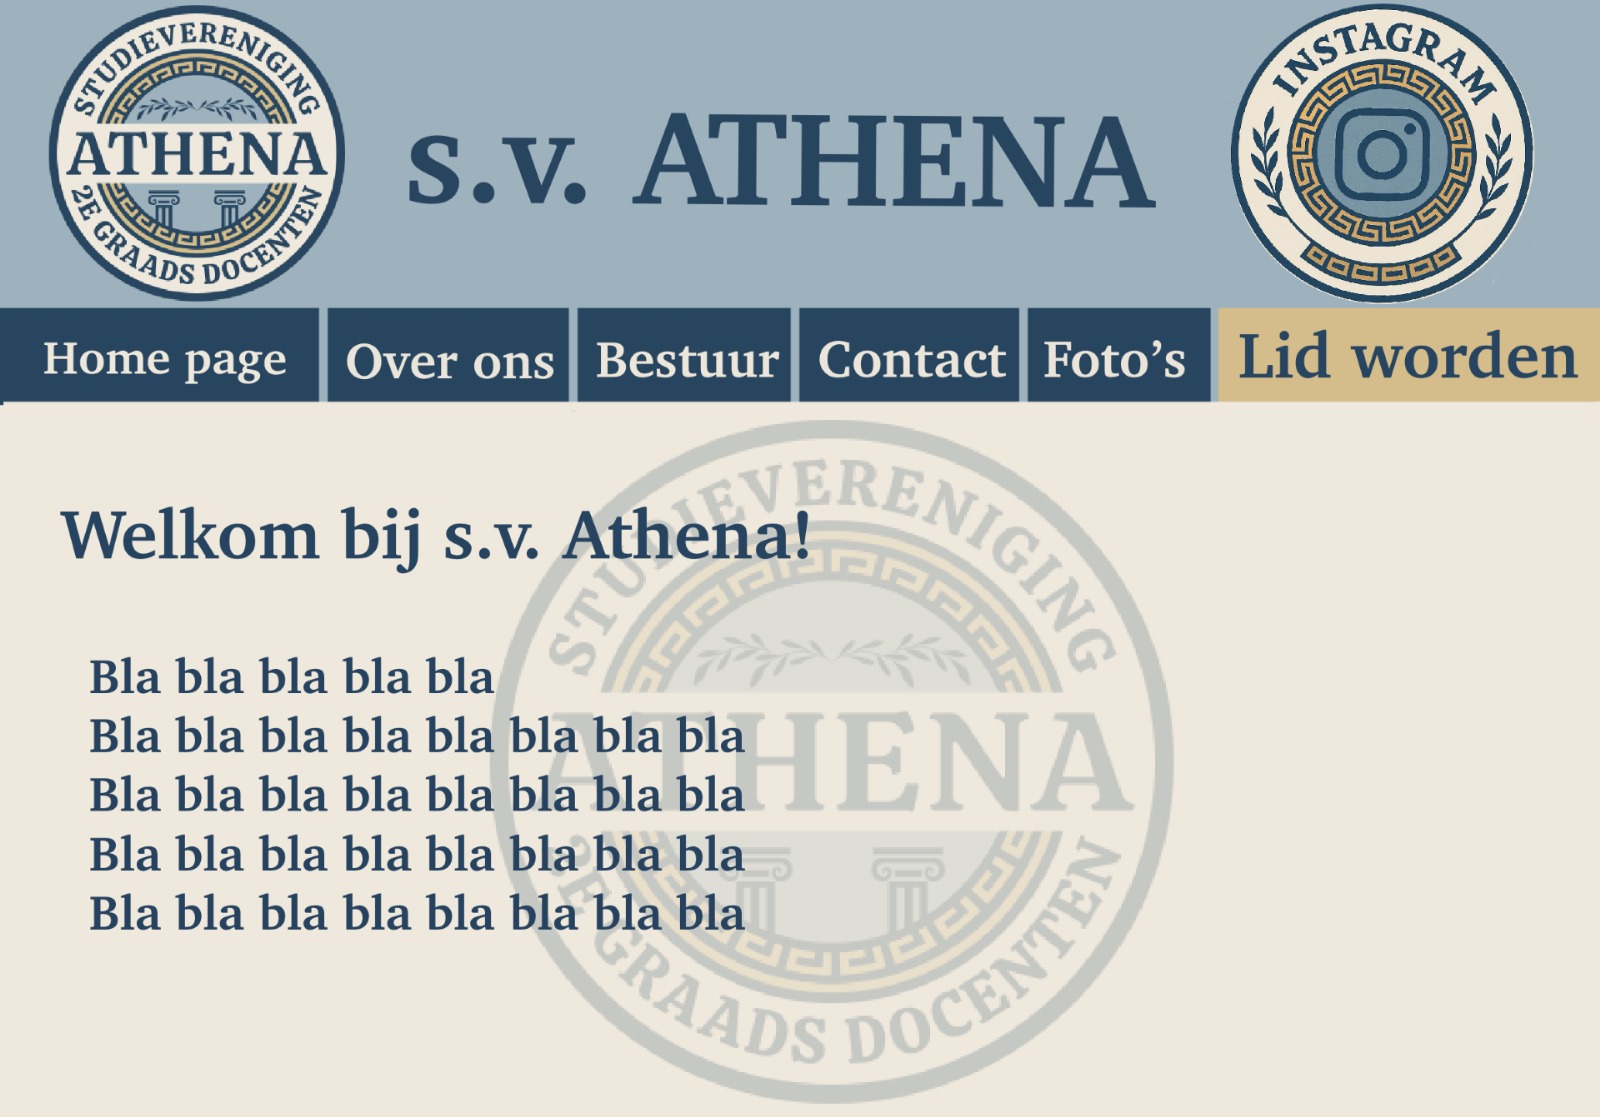 STUDIEVERENIGING
ATHENA
2E GRAADS DOCENTEN
s.v. ATHENA
INSTAGRAM
Home page
Over ons
Bestuur
Contact
Foto’s
Lid worden
Welkom bij s.v. Athena!
Bla bla bla bla bla
Bla bla bla bla bla bla bla bla
Bla bla bla bla bla bla bla bla
Bla bla bla bla bla bla bla bla
Bla bla bla bla bla bla bla bla
STUDIEVERENIGING
ATHENA
2E GRAADS DOCENTEN